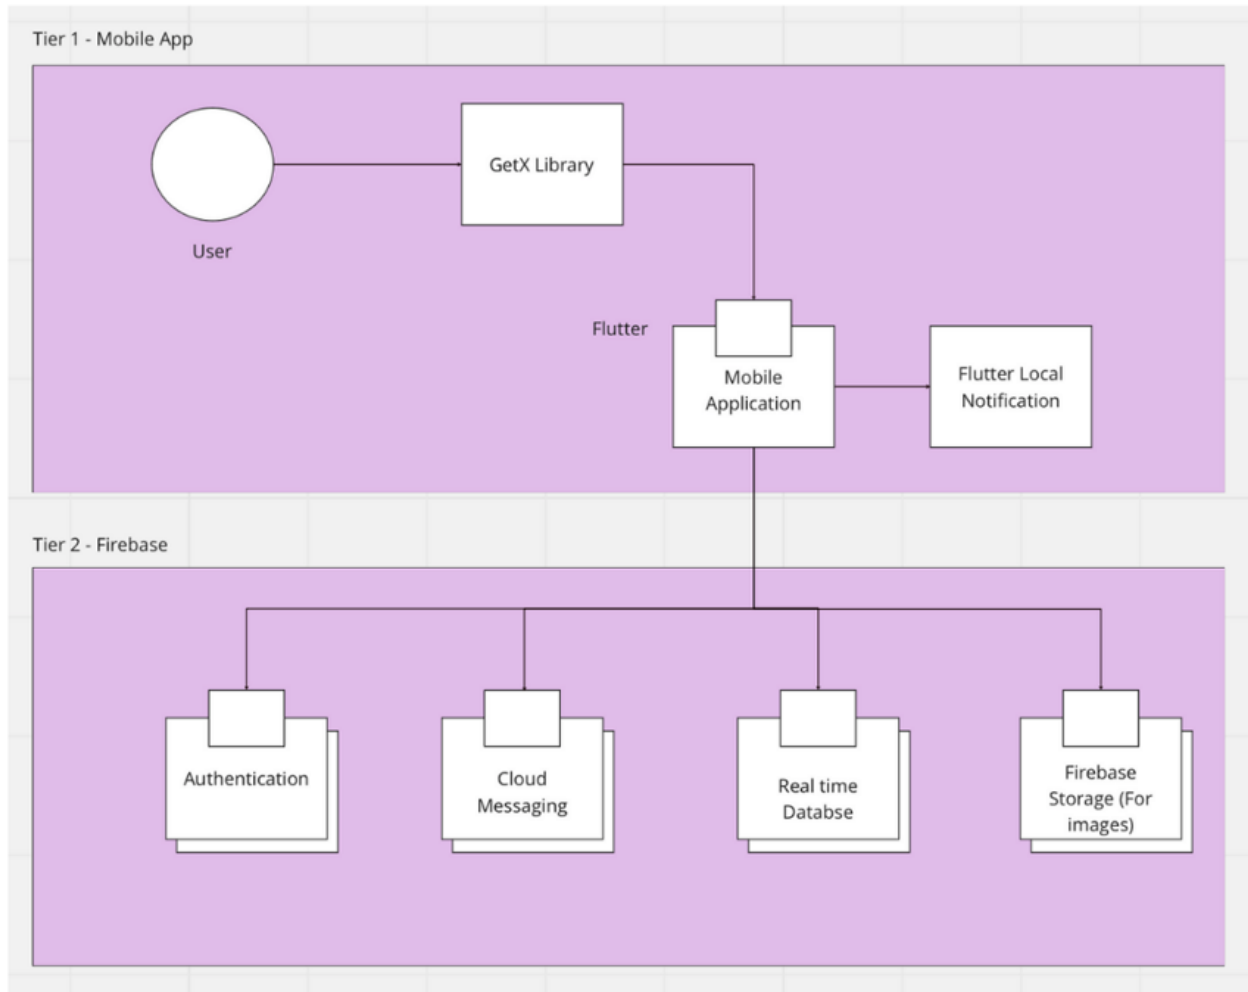 Tier 1 - Mobile App
GetX Library
User
Flutter
Mobile
Application
Flutter Local
Notification
Tier 2 - Firebase
Authentication
Cloud
Messaging
Real time
Databse
Firebase
Storage (For
images)